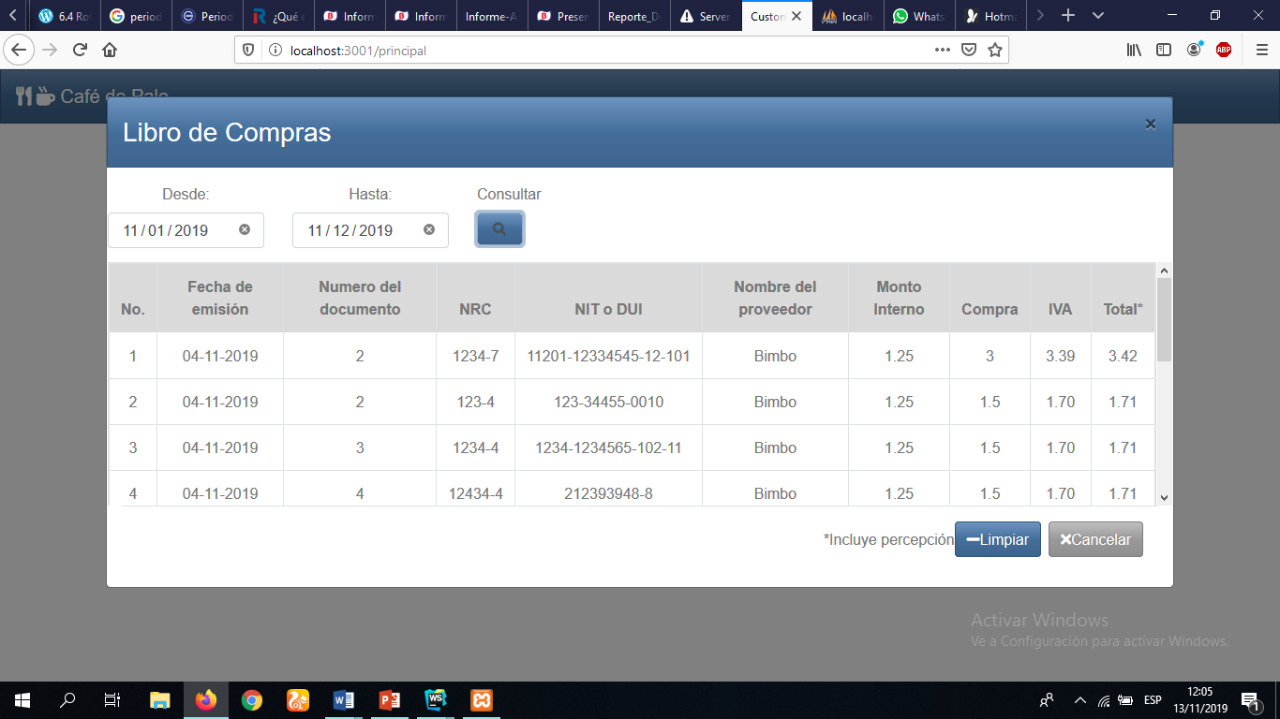 6.4 Rot
period
Period
¿Qué
Inform
Inform
Informe-A
Presen
Reporte_D
Server
Custom
localh
Whats
Hotm
localhost:3001/principal
ABP
Café de Palo
Libro de Compras
Desde:
Hasta:
Consultar
11/01/2019
11/12/2019
No. Fecha de emisión Numero del documento NRC NIT o DUI Nombre del proveedor Monto Interno Compra IVA Total*
1 04-11-2019 2 1234-7 11201-12334545-12-101 Bimbo 1.25 3 3.39 3.42
2 04-11-2019 2 123-4 123-34455-0010 Bimbo 1.25 1.5 1.70 1.71
3 04-11-2019 3 1234-4 1234-1234565-102-11 Bimbo 1.25 1.5 1.70 1.71
4 04-11-2019 4 12434-4 212393948-8 Bimbo 1.25 1.5 1.70 1.71
*Incluye percepción
Limpiar
Cancelar
Activar Windows
Ve a Configuración para activar Windows.
ESP
12:05
13/11/2019
1